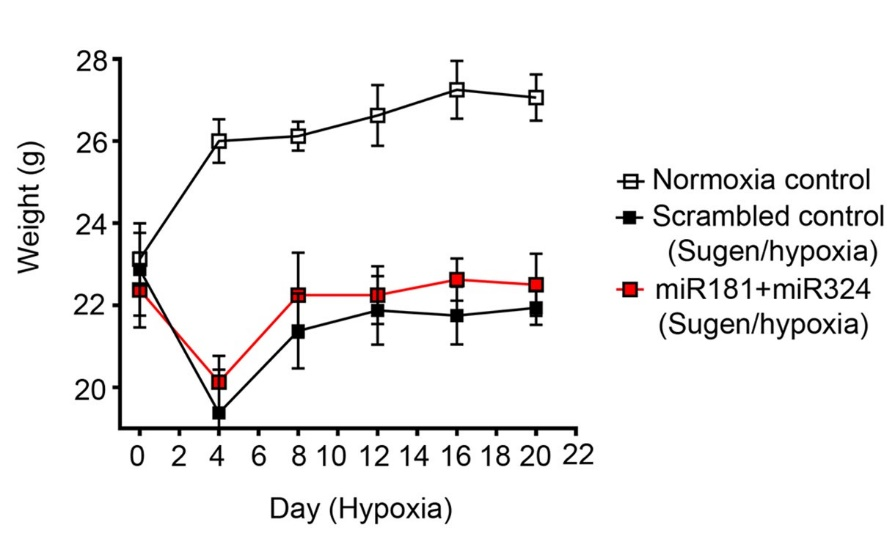 28
26
24
22
20
Weight (g)
0 2 4 6 8 10 12 14 16 18 20 22
Day (Hypoxia)
Normoxia control
Scrambled control
(Sugen/hypoxia)
miR181+miR324
(Sugen/hypoxia)